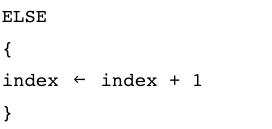 ELSE
{
index ← index + 1
}